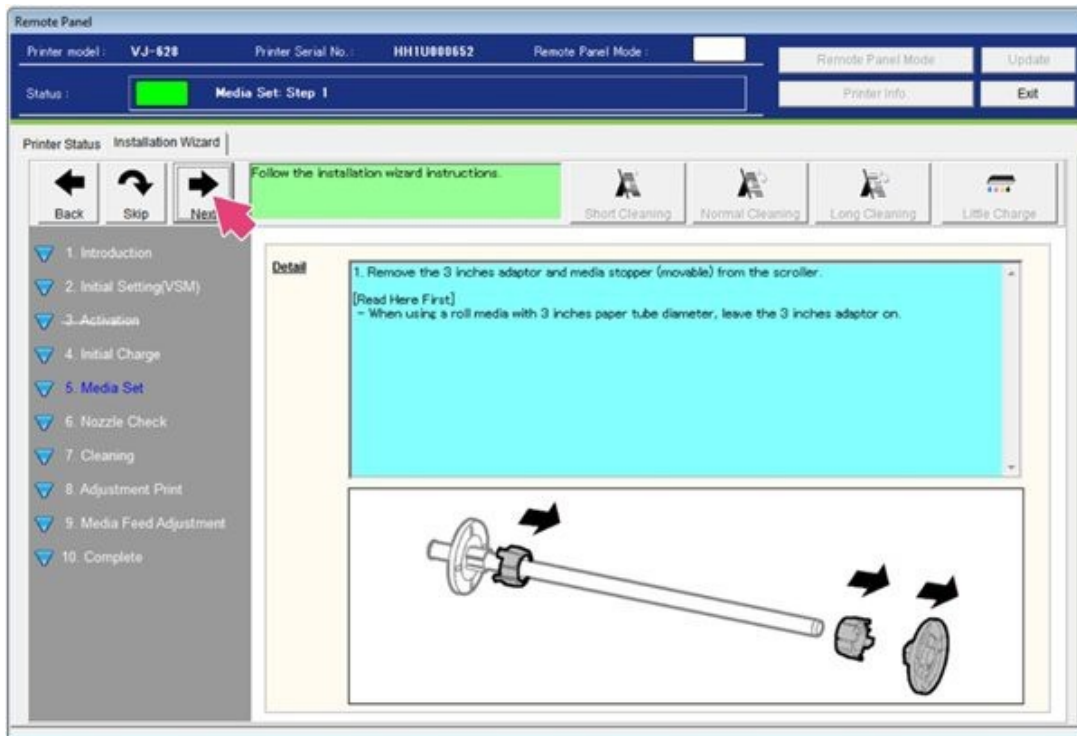 Remote Panel
Printer model : VJ-628 Printer Serial No. : HH1U000652 Remote Panel Mode :
Remote Panel Mode Update
Status : Media Set: Step 1
Printer Info. Exit
Printer Status Installation Wizard
Follow the installation wizard instructions.
Back Skip Next Short Cleaning Normal Cleaning Long Cleaning Little Charge
1. Introduction
2. Initial Setting(VSM)
3. Activation
4. Initial Charge
5. Media Set
6. Nozzle Check
7. Cleaning
8. Adjustment Print
9. Media Feed Adjustment
10. Complete
Detail
1. Remove the 3 inches adaptor and media stopper (movable) from the scroller.
[Read Here First]
- When using a roll media with 3 inches paper tube diameter, leave the 3 inches adaptor on.